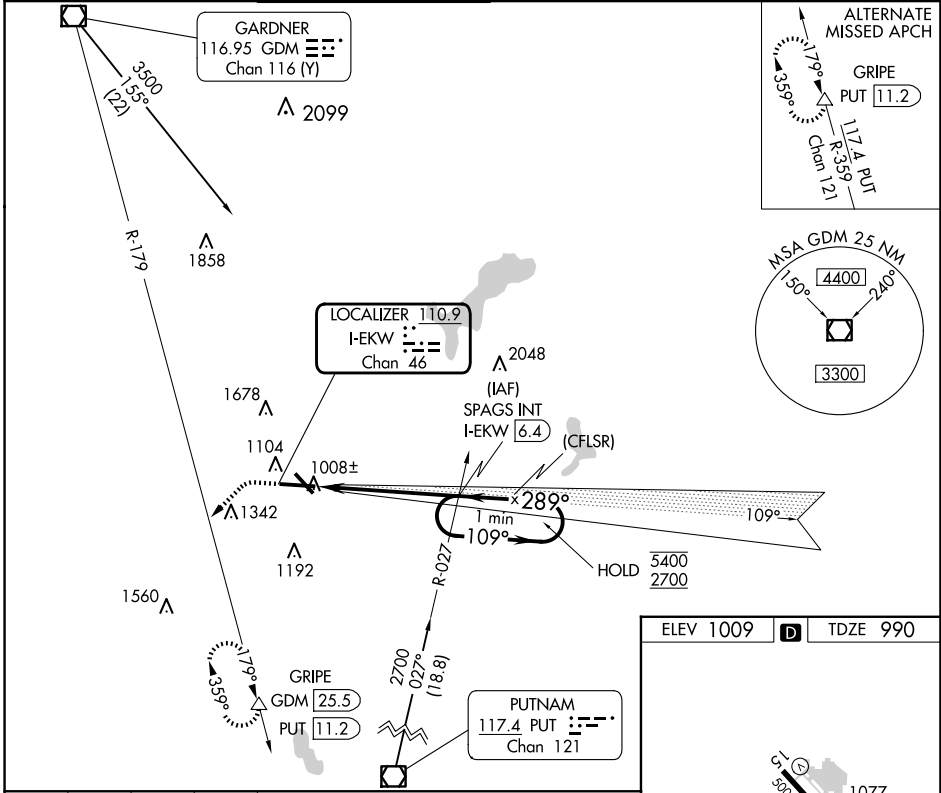 GARDNER
116.95 GDM
Chan 116 (Y)
3500
155°
(22)
2099
ALTERNATE
MISSED APCH
179°
359°
GRIPE
PUT 11.2
117.4 PUT
R-359
Chan 121
R-179
1858
MSA GDM 25 NM
150°
4400
240°
3300
LOCALIZER 110.9
I-EKW
Chan 46
2048
(IAF)
SPAGS INT
I-EKW 6.4
(CFLSR)
1678
1104
1008±
x 289°
1342
1 min
109°
109°
1192
HOLD 5400
2700
R-027
1560
2700
027°
(18.8)
179°
359°
GRIPE
GDM 25.5
PUT 11.2
PUTNAM
117.4 PUT
Chan 121
ELEV 1009 D TDZE 990
15
V
500
1077